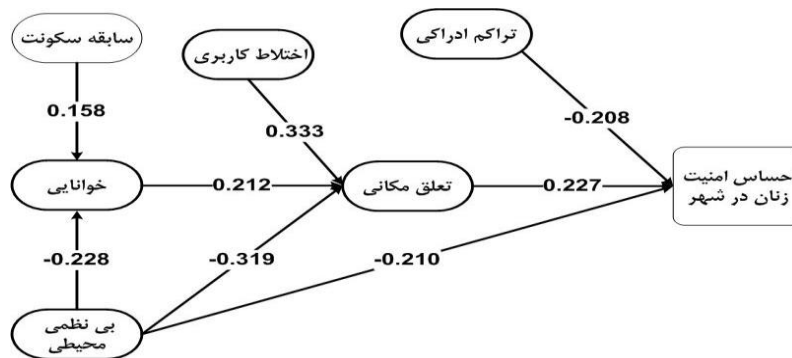 سابقه سکونت
اختلاط کاربری
تراکم ادراکی
0.158
0.333
-0.208
خوانایی
0.212
تعلق مکانی
0.227
حساس امنیت
زنان در شهر
-0.228
-0.319
-0.210
بی نظمی
محیطی